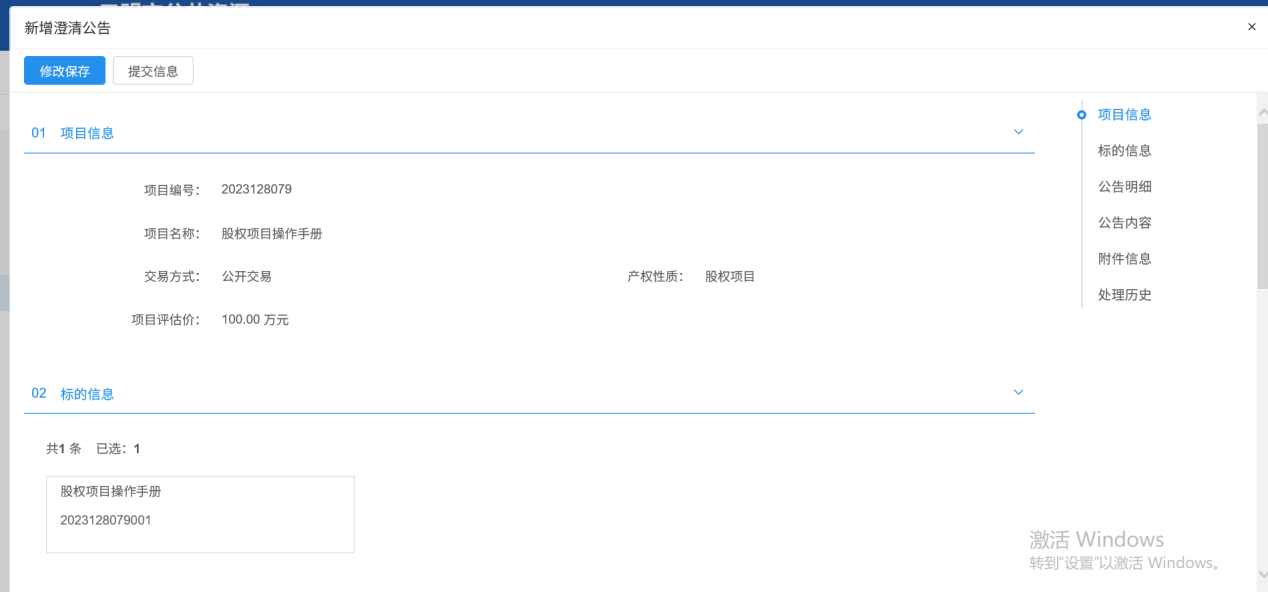 新增澄清公告
×
修改保存 提交信息
01 项目信息
项目编号： 2023128079
项目名称： 股权项目操作手册
交易方式： 公开交易 产权性质： 股权项目
项目评估价： 100.00 万元
02 标的信息
共1 条 已选：1
股权项目操作手册
2023128079001
项目信息
标的信息
公告明细
公告内容
附件信息
处理历史
激活 Windows
转到“设置”以激活 Windows。